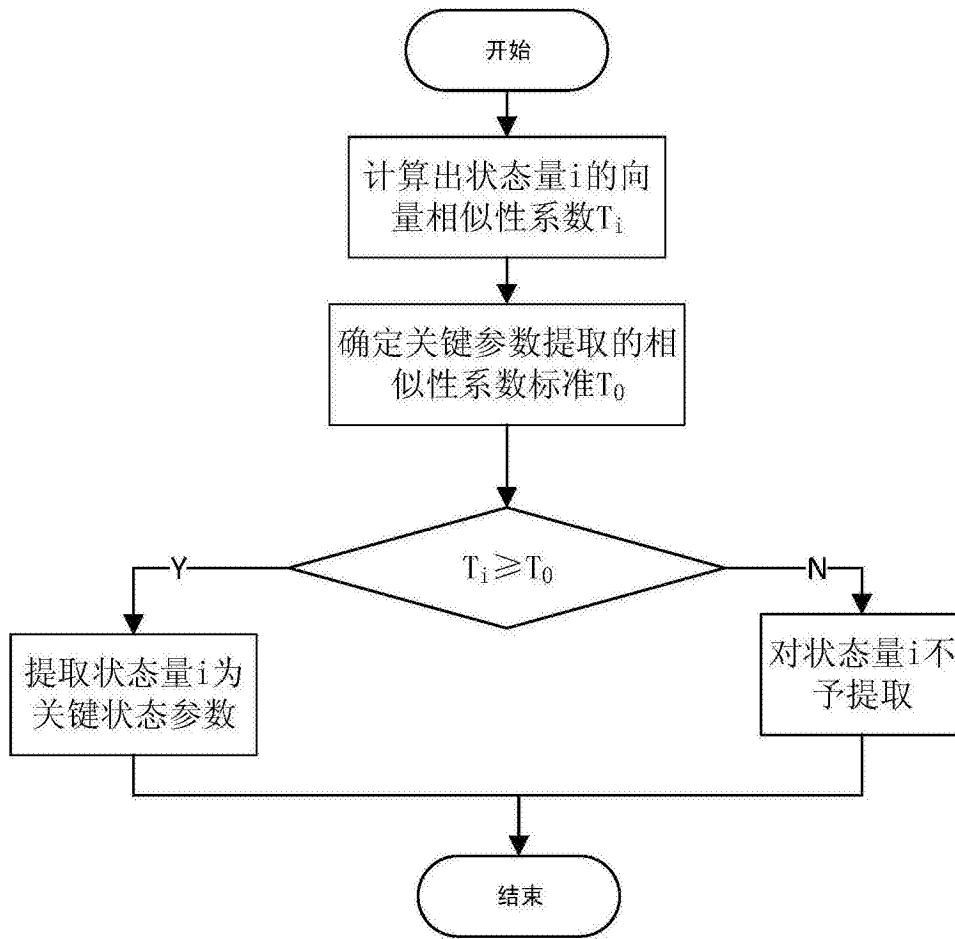 开始
计算出状态量i的向
量相似性系数Tᵢ
确定关键参数提取的相
似性系数标准T₀
Tᵢ≥T₀
Y
N
提取状态量i为
关键状态参数
对状态量i不
予提取
结束